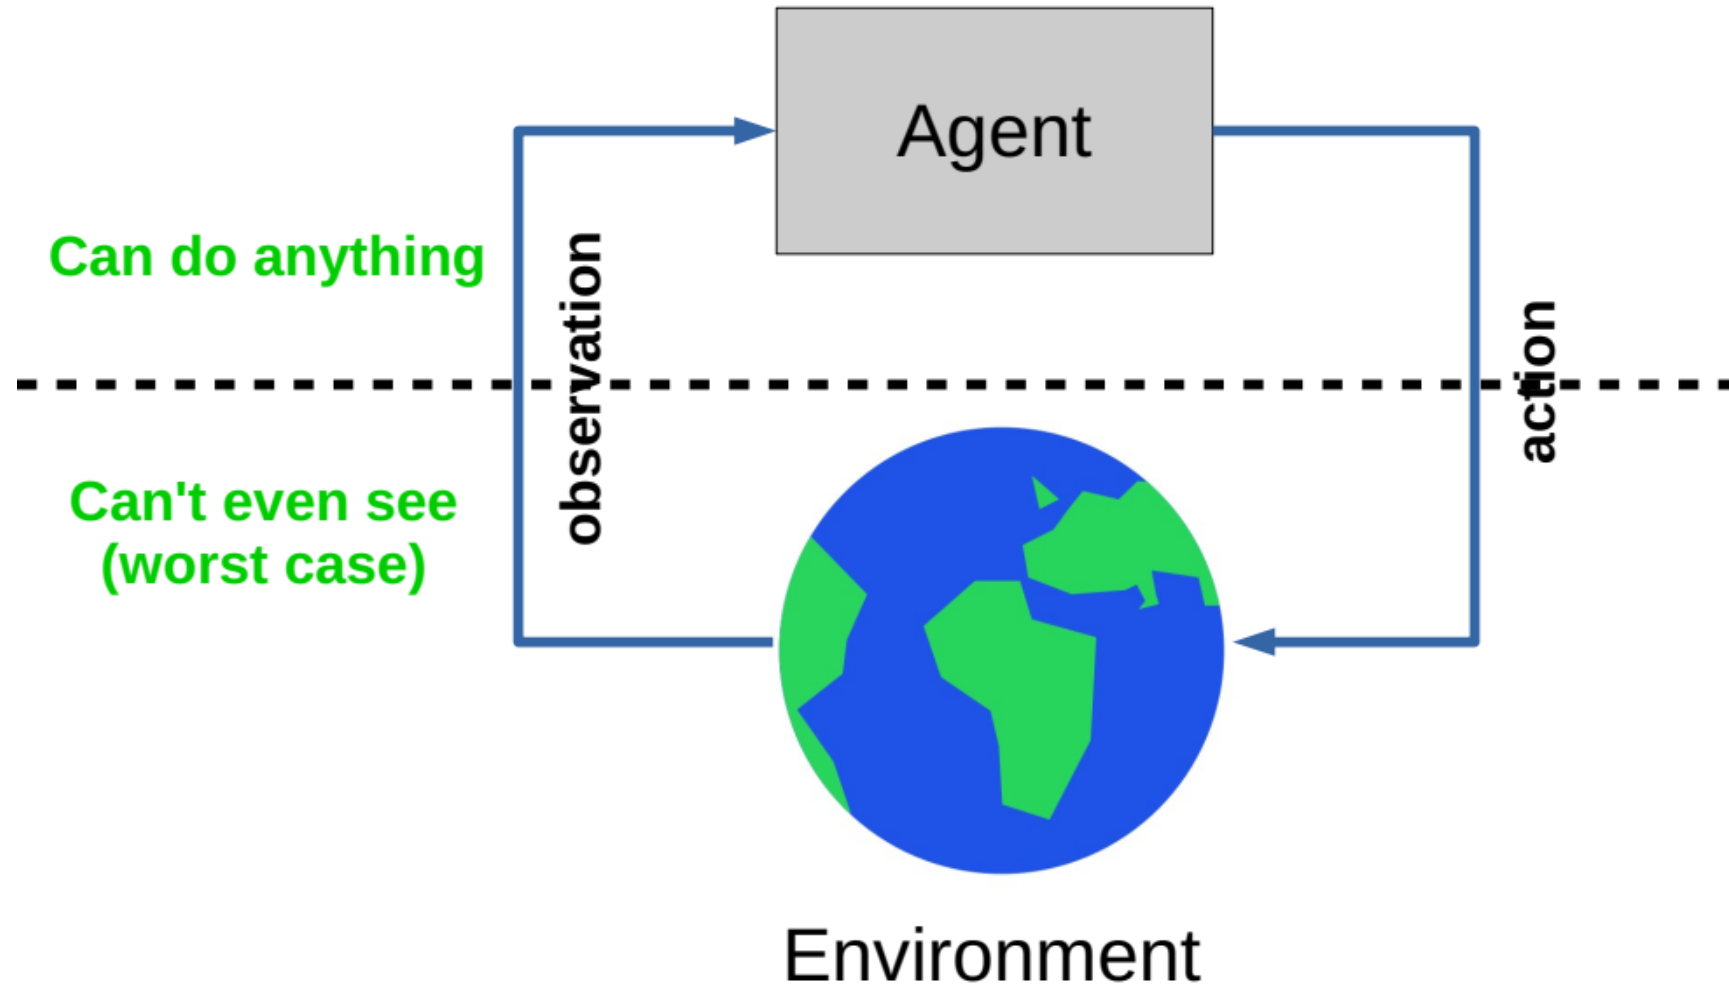 Agent
Can do anything
observation
action
Can't even see
(worst case)
Environment